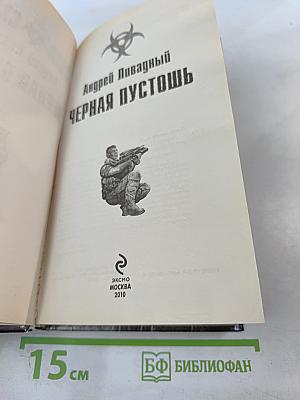 Андрей Ливадный
ЧЕРНАЯ ПУСТОШЬ
ЭКСМО
МОСКВА
2010
15 СМ
БФ БИБЛИОФАН